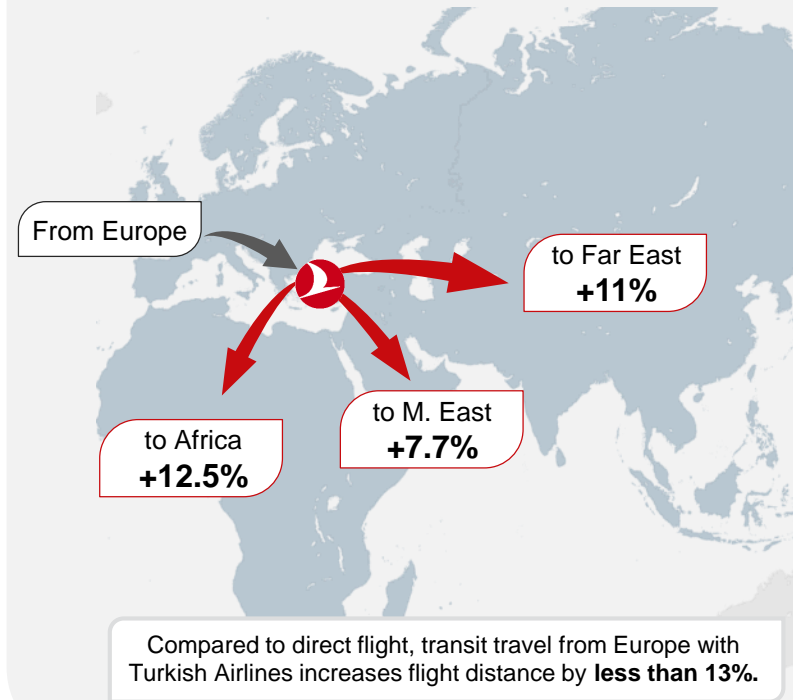 From Europe
to Far East
+11%
to M. East
+7.7%
to Africa
+12.5%
Compared to direct flight, transit travel from Europe with
Turkish Airlines increases flight distance by less than 13%.